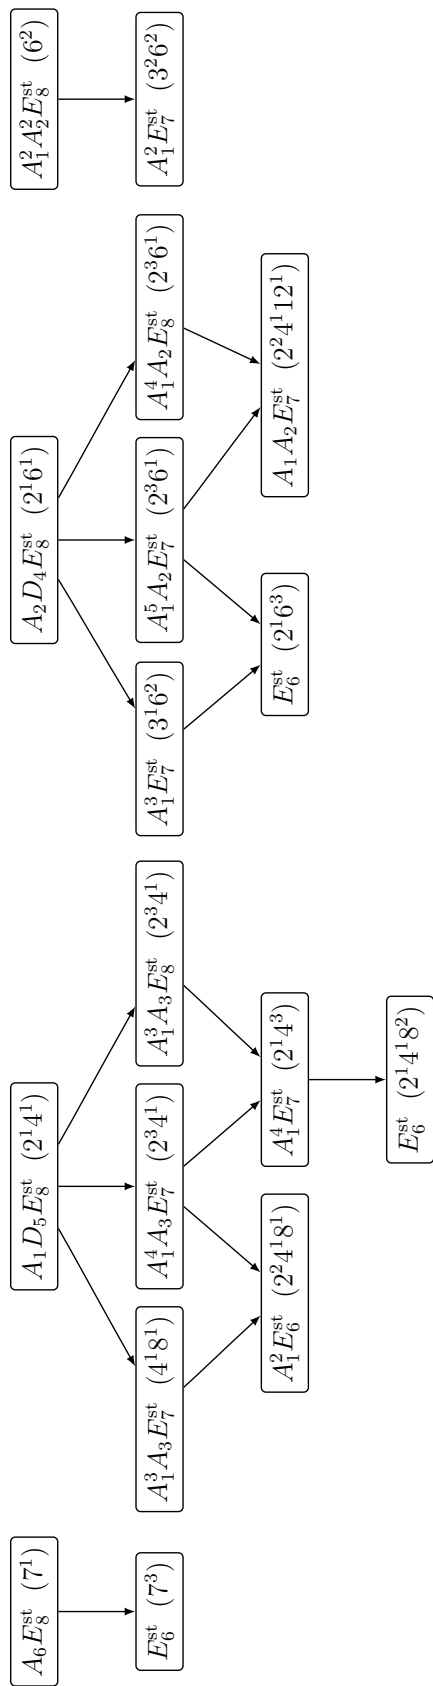 A_6E_8^{st} (7^1)
A_1D_5E_8^{st} (2^14^1)
A_2D_4E_8^{st} (2^16^1)
A_1^2A_2^2E_8^{st} (6^2)
E_6^{st} (7^3)
A_1^3A_3E_7^{st} (4^18^1)
A_1^4A_3E_7^{st} (2^34^1)
A_1^3A_3E_8^{st} (2^34^1)
A_1^3E_7^{st} (3^16^2)
A_1^5A_2E_7^{st} (2^36^1)
A_1^4A_2E_8^{st} (2^36^1)
A_1^2E_7^{st} (3^26^2)
A_1^2E_6^{st} (2^24^18^1)
A_1^4E_7^{st} (2^14^3)
E_6^{st} (2^16^3)
A_1A_2E_7^{st} (2^24^112^1)
E_6^{st} (2^14^18^2)